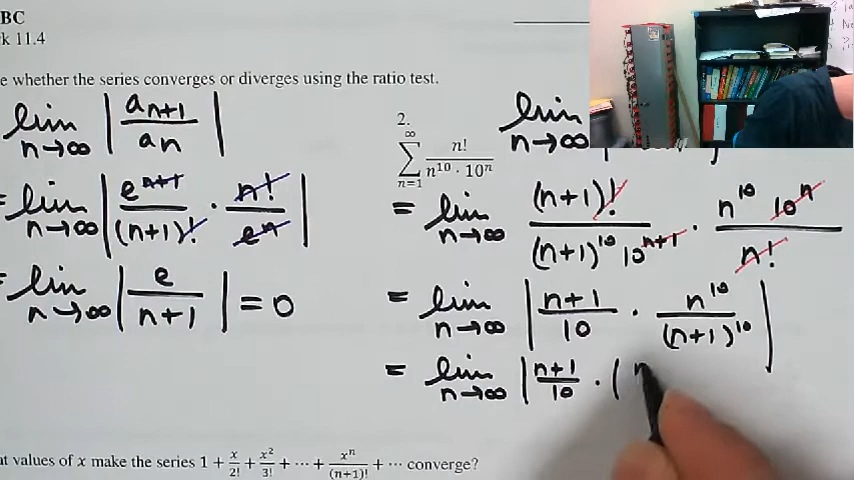 BC
k 11.4
e whether the series converges or diverges using the ratio test.
lim n→∞ | a_{n+1} / a_n |
= lim n→∞ | e^{n+1} / (n+1)! · n! / e^n |
= lim n→∞ | e / n+1 | = 0
2.
∞ ∑ n=1 n! / n^{10} · 10^n
lim n→∞
= lim n→∞ (n+1)! / (n+1)^{10} 10^{n+1} · n^{10} 10^n / n!
= lim n→∞ | n+1 / 10 · n^{10} / (n+1)^{10} |
= lim n→∞ | n+1 / 10 · ( n
at values of x make the series 1 + x/2! + x^2/3! + ⋯ + x^n/(n+1)! + ⋯ converge?